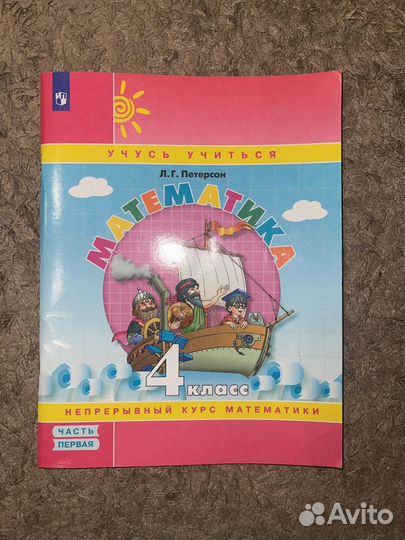 УЧУСЬ УЧИТЬСЯ
Л. Г. Петерсон
МАТЕМАТИКА
4 класс
НЕПРЕРЫВНЫЙ КУРС МАТЕМАТИКИ
ЧАСТЬ
ПЕРВАЯ
Avito